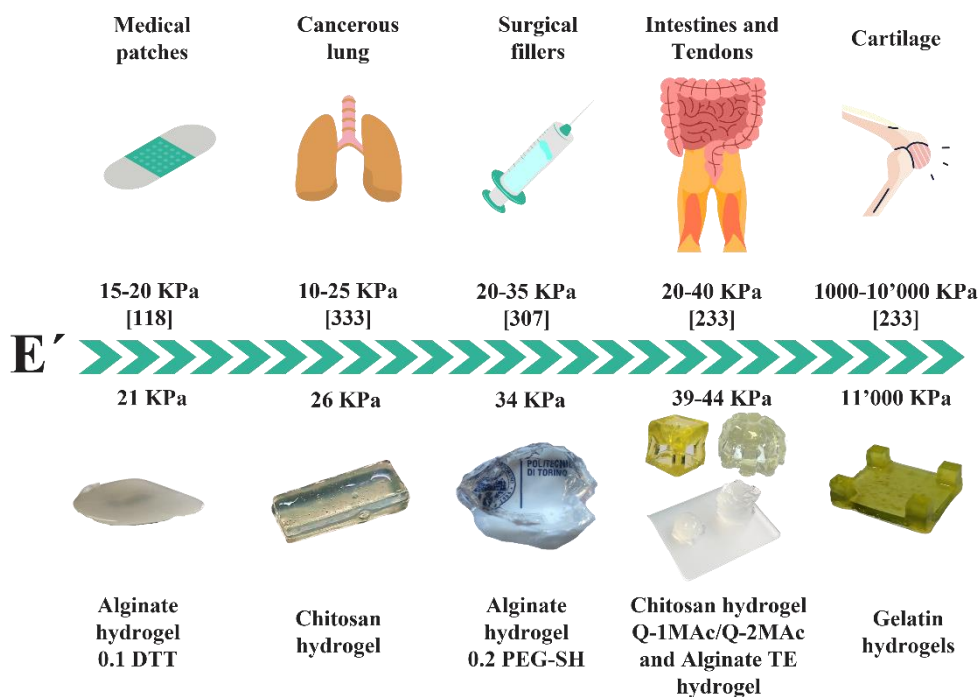 Medical
patches
Cancerous
lung
Surgical
fillers
Intestines and
Tendons
Cartilage
15-20 KPa
[118]
10-25 KPa
[333]
20-35 KPa
[307]
20-40 KPa
[233]
1000-10’000 KPa
[233]
E´
21 KPa
26 KPa
34 KPa
39-44 KPa
11’000 KPa
DI TORINO
Alginate
hydrogel
0.1 DTT
Chitosan
hydrogel
Alginate
hydrogel
0.2 PEG-SH
Chitosan hydrogel
Q-1MAc/Q-2MAc
and Alginate TE
hydrogel
Gelatin
hydrogels